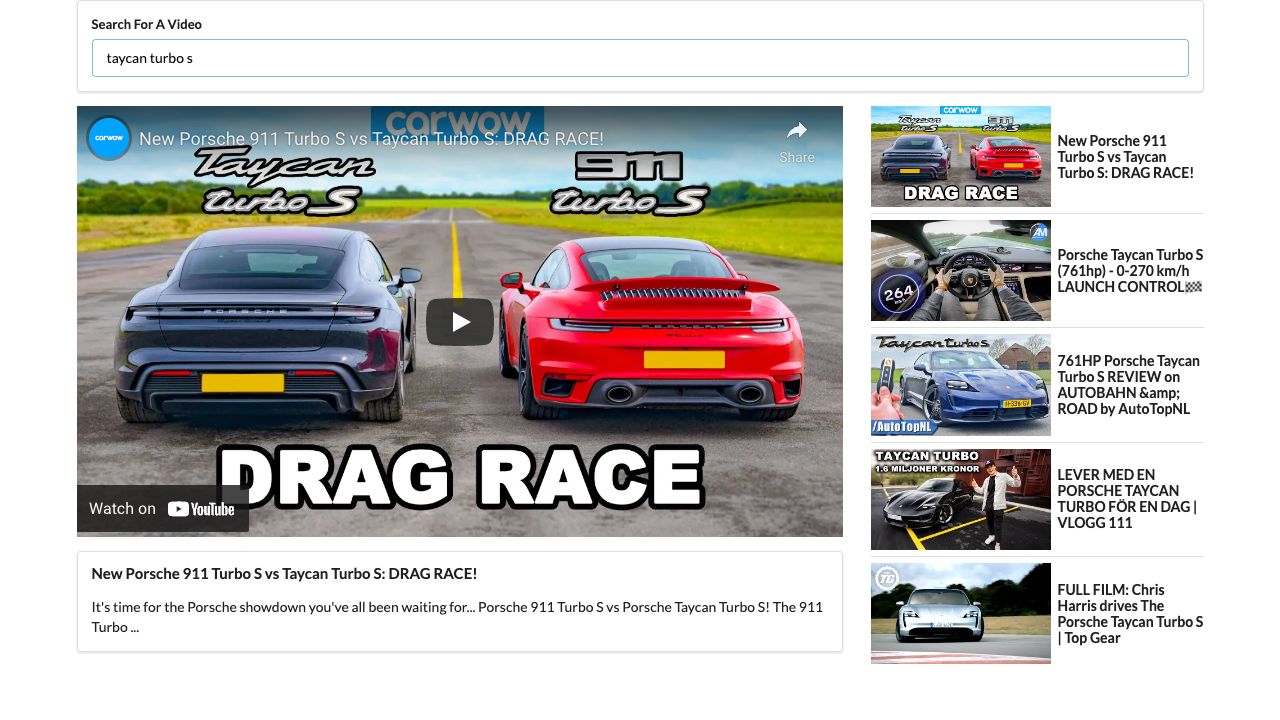 Search For A Video
taycan turbo s
carwow
carwow
New Porsche 911 Turbo S vs Taycan Turbo S: DRAG RACE!
Share
Taycan turbo S
911 turbo S
PORSCHE
PORSCHE
DRAG RACE
Watch on YouTube
New Porsche 911 Turbo S vs Taycan Turbo S: DRAG RACE!
It's time for the Porsche showdown you've all been waiting for... Porsche 911 Turbo S vs Porsche Taycan Turbo S! The 911
Turbo ...
carwow
Taycan turbo S
911 turbo S
DRAG RACE
New Porsche 911
Turbo S vs Taycan
Turbo S: DRAG RACE!
AM
264
Porsche Taycan Turbo S
(761hp) - 0-270 km/h
LAUNCH CONTROL🏁
Taycan turbo S
/AutoTopNL
761HP Porsche Taycan
Turbo S REVIEW on
AUTOBAHN &amp;
ROAD by AutoTopNL
TAYCAN TURBO
1.6 MILJONER KRONOR
LEVER MED EN
PORSCHE TAYCAN
TURBO FÖR EN DAG |
VLOGG 111
TG
FULL FILM: Chris
Harris drives The
Porsche Taycan Turbo S
| Top Gear